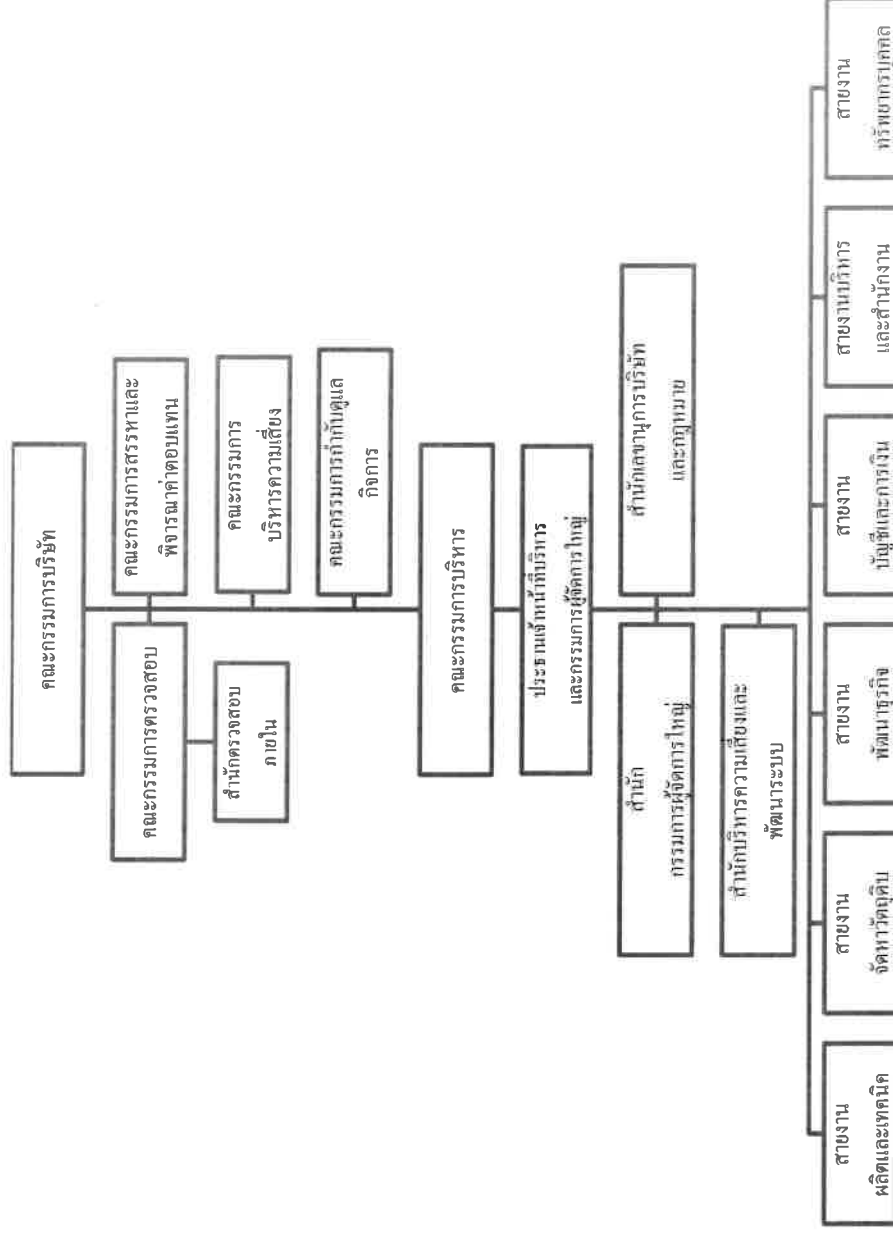 คณะกรรมการบริษัท
คณะกรรมการตรวจสอบ
คณะกรรมการสรรหาและ
พิจารณาค่าตอบแทน
สำนักตรวจสอบ
ภายใน
คณะกรรมการ
บริหารความเสี่ยง
คณะกรรมการกำกับดูแล
กิจการ
คณะกรรมการบริหาร
ประธานเจ้าหน้าที่บริหาร
และกรรมการผู้จัดการใหญ่
สำนัก
กรรมการผู้จัดการใหญ่
สำนักเลขานุการบริษัท
และกฎหมาย
สำนักบริหารความเสี่ยงและ
พัฒนาระบบ
สายงาน
ผลิตและเทคนิค
สายงาน
จัดหาวัตถุดิบ
สายงาน
พัฒนาธุรกิจ
สายงาน
บัญชีและการเงิน
สายงานบริหาร
และสำนักงาน
สายงาน
ทรัพยากรบุคคล